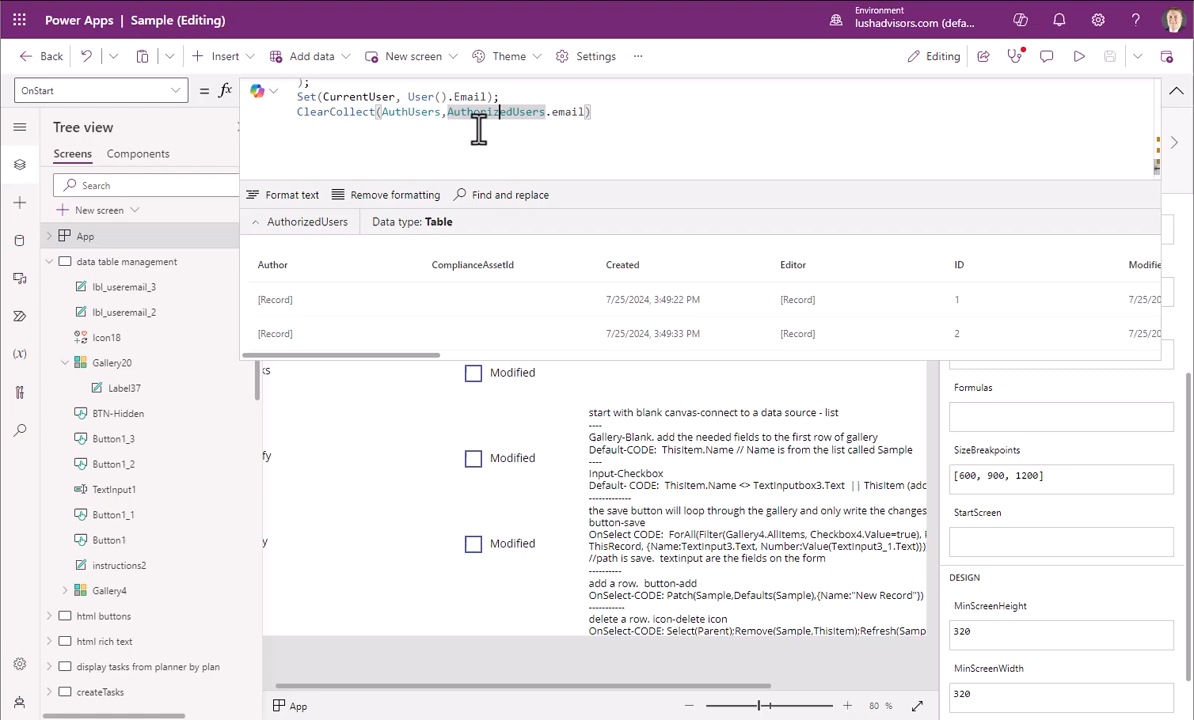 Power Apps | Sample (Editing)
Environment
lushadvisors.com (defa...
Back
Insert
Add data
New screen
Theme
Settings
Editing
OnStart
= fx
);
Set(CurrentUser, User().Email);
ClearCollect(AuthUsers,AuthorizedUsers.email)
Format text
Remove formatting
Find and replace
AuthorizedUsers
Data type: Table
Author
ComplianceAssetId
Created
Editor
ID
Modifie
[Record]
7/25/2024, 3:49:22 PM
[Record]
1
7/25/20
[Record]
7/25/2024, 3:49:33 PM
[Record]
2
7/25/20
Tree view
Screens
Components
Search
New screen
App
data table management
lbl_useremail_3
lbl_useremail_2
Icon18
Gallery20
Label37
BTN-Hidden
Button1_3
Button1_2
TextInput1
Button1_1
Button1
instructions2
Gallery4
html buttons
html rich text
display tasks from planner by plan
createTasks
ks
Modified
fy
Modified
y
Modified
start with blank canvas-connect to a data source - list
----
Gallery-Blank. add the needed fields to the first row of gallery
Default-CODE: ThisItem.Name // Name is from the list called Sample
----
Input-Checkbox
Default- CODE: ThisItem.Name <> TextInputbox3.Text || ThisItem (add
-------------
the save button will loop through the gallery and only write the changes
button-save
OnSelect CODE: ForAll(Filter(Gallery4.AllItems, Checkbox4.Value=true),
ThisRecord, {Name:TextInput3.Text, Number:Value(TextInput3_1.Text)})
//path is save. textinput are the fields on the form
----------
add a row. button-add
OnSelect-CODE: Patch(Sample,Defaults(Sample),{Name:"New Record"})
-----------
delete a row. icon-delete icon
OnSelect-CODE: Select(Parent);Remove(Sample,ThisItem);Refresh(Samp
Formulas
SizeBreakpoints
[600, 900, 1200]
StartScreen
DESIGN
MinScreenHeight
320
MinScreenWidth
320
App
80 %